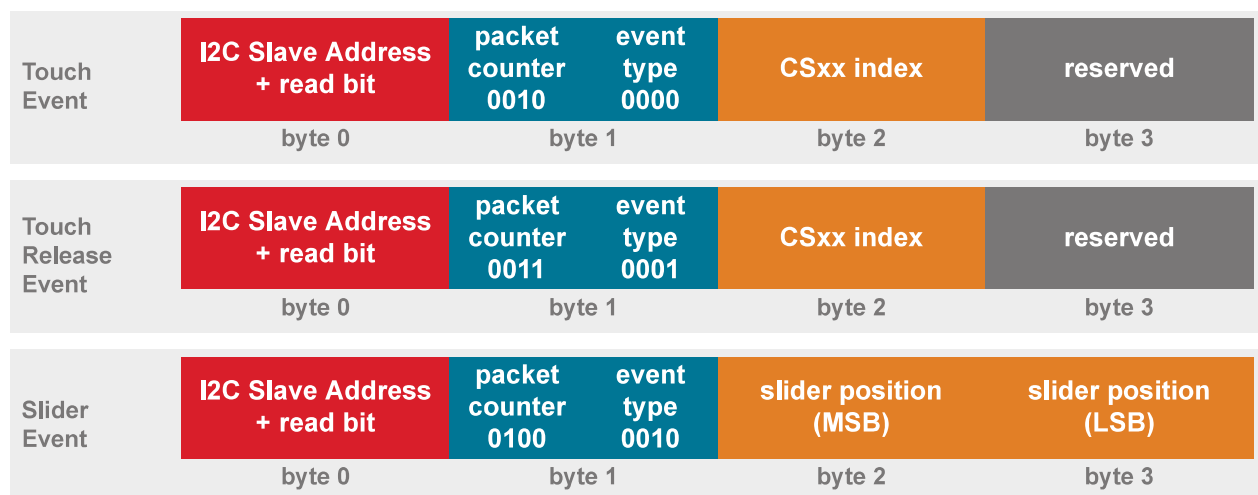 Touch
Event
I2C Slave Address
+ read bit
packet
counter
0010
event
type
0000
CSxx index
reserved
byte 0
byte 1
byte 2
byte 3
Touch
Release
Event
I2C Slave Address
+ read bit
packet
counter
0011
event
type
0001
CSxx index
reserved
byte 0
byte 1
byte 2
byte 3
Slider
Event
I2C Slave Address
+ read bit
packet
counter
0100
event
type
0010
slider position
(MSB)
slider position
(LSB)
byte 0
byte 1
byte 2
byte 3